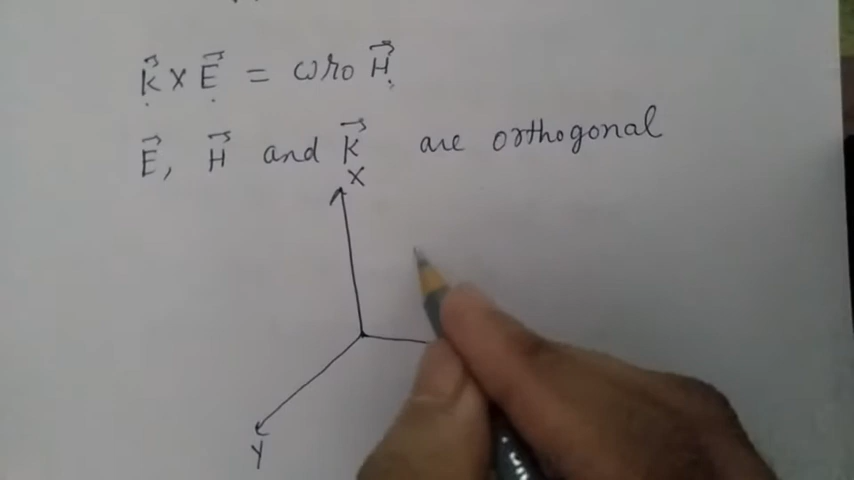 K⃗ X E⃗ = ωμ₀ H⃗
E⃗, H⃗ and K⃗ are orthogonal
X
Y